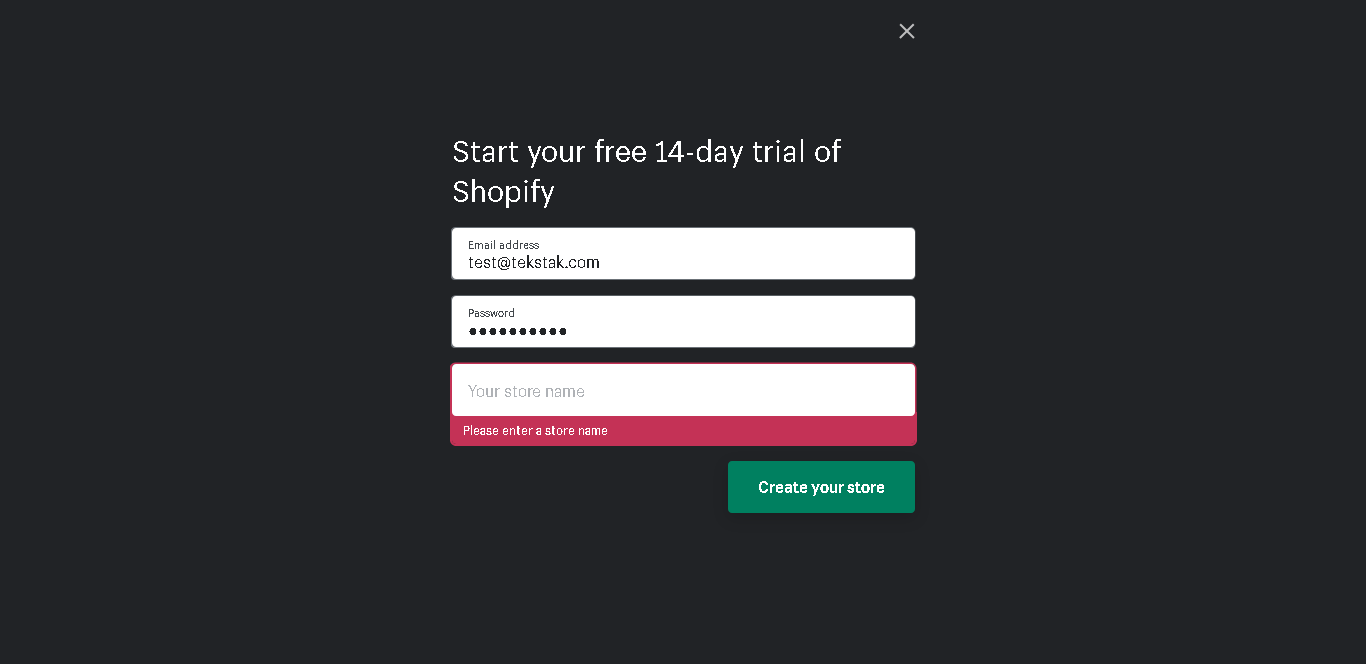 Start your free 14-day trial of
Shopify
Email address
test@tekstak.com
Password
••••••••••
Your store name
Please enter a store name
Create your store